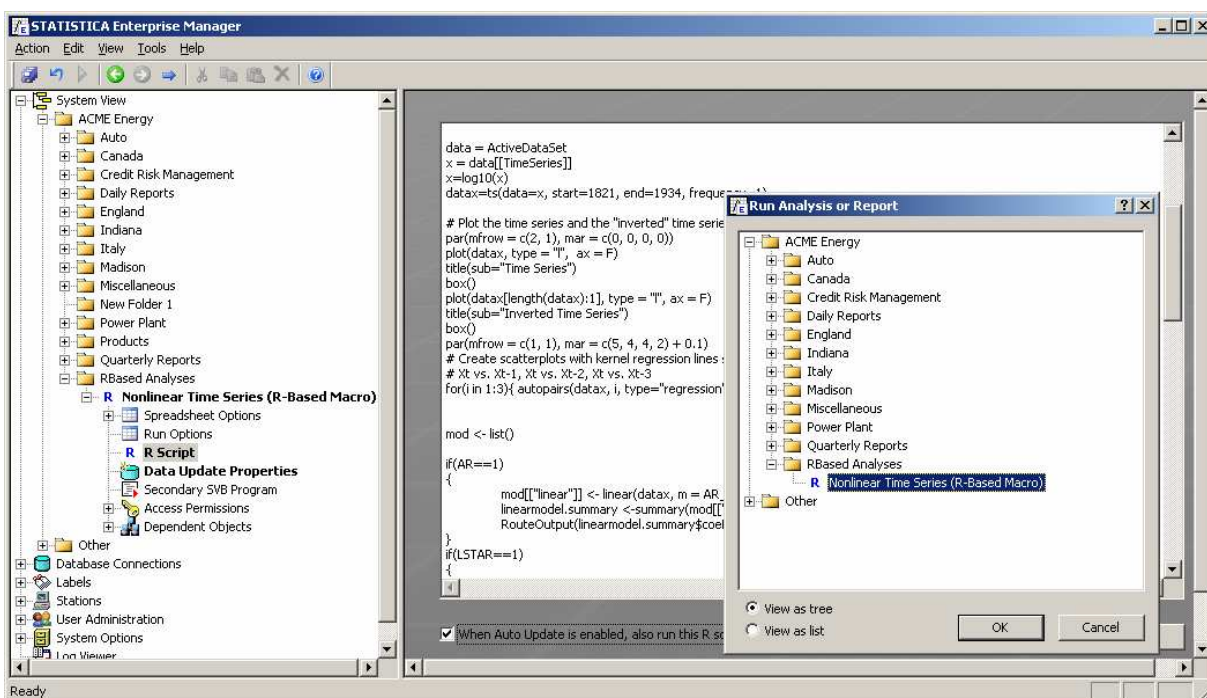 STATISTICA Enterprise Manager
Action Edit View Tools Help
System View
ACME Energy
Auto
Canada
Credit Risk Management
Daily Reports
England
Indiana
Italy
Madison
Miscellaneous
New Folder 1
Power Plant
Products
Quarterly Reports
RBased Analyses
R Nonlinear Time Series (R-Based Macro)
Spreadsheet Options
Run Options
R R Script
Data Update Properties
Secondary SVB Program
Access Permissions
Dependent Objects
Other
Database Connections
Labels
Stations
User Administration
System Options
Log Viewer
data = ActiveDataSet
x = data[[TimeSeries]]
x=log10(x)
datax=ts(data=x, start=1821, end=1934, frequency=1)
# Plot the time series and the "inverted" time serie
par(mfrow = c(2, 1), mar = c(0, 0, 0, 0))
plot(datax, type = "l", ax = F)
title(sub="Time Series")
box()
plot(datax[length(datax):1], type = "l", ax = F)
title(sub="Inverted Time Series")
box()
par(mfrow = c(1, 1), mar = c(5, 4, 4, 2) + 0.1)
# Create scatterplots with kernel regression lines
# Xt vs. Xt-1, Xt vs. Xt-2, Xt vs. Xt-3
for(i in 1:3){ autopairs(datax, i, type="regression"
mod <- list()
if(AR==1)
{
mod[["linear"]] <- linear(datax, m = AR_
linearmodel.summary <-summary(mod[["
RouteOutput(linearmodel.summary$coef
}
if(LSTAR==1)
{
When Auto Update is enabled, also run this R sc
Run Analysis or Report
ACME Energy
Auto
Canada
Credit Risk Management
Daily Reports
England
Indiana
Italy
Madison
Miscellaneous
Power Plant
Quarterly Reports
RBased Analyses
R Nonlinear Time Series (R-Based Macro)
Other
View as tree
View as list
OK Cancel
Ready